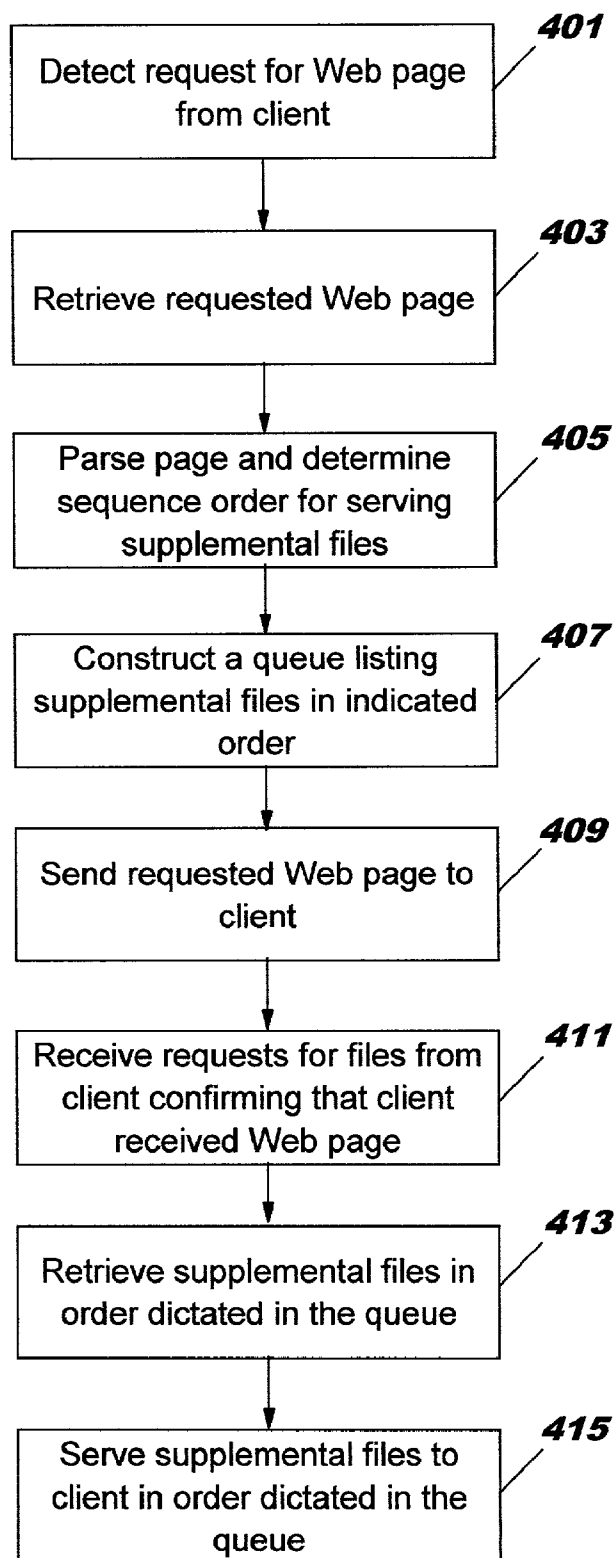 401
Detect request for Web page
from client
403
Retrieve requested Web page
405
Parse page and determine
sequence order for serving
supplemental files
407
Construct a queue listing
supplemental files in indicated
order
409
Send requested Web page to
client
411
Receive requests for files from
client confirming that client
received Web page
413
Retrieve supplemental files in
order dictated in the queue
415
Serve supplemental files to
client in order dictated in the
queue